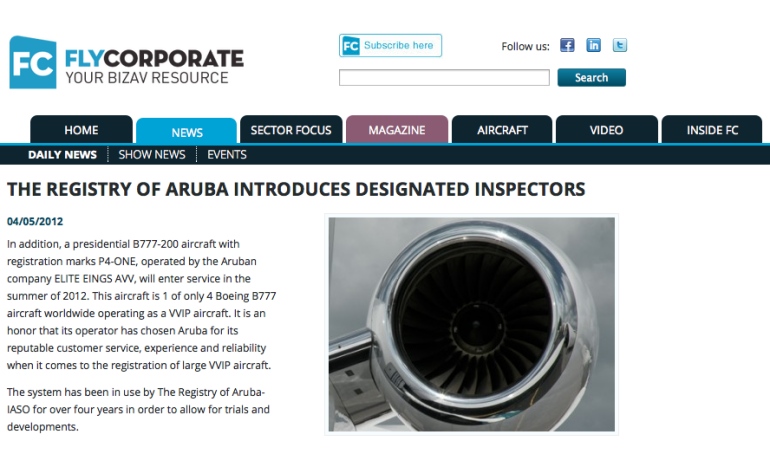 FC FLYCORPORATE
YOUR BIZAV RESOURCE
FC Subscribe here
Follow us:
Search
HOME
NEWS
SECTOR FOCUS
MAGAZINE
AIRCRAFT
VIDEO
INSIDE FC
DAILY NEWS
SHOW NEWS
EVENTS
THE REGISTRY OF ARUBA INTRODUCES DESIGNATED INSPECTORS
04/05/2012
In addition, a presidential B777-200 aircraft with
registration marks P4-ONE, operated by the Aruban
company ELITE EINGS AVV, will enter service in the
summer of 2012. This aircraft is 1 of only 4 Boeing B777
aircraft worldwide operating as a VVIP aircraft. It is an
honor that its operator has chosen Aruba for its
reputable customer service, experience and reliability
when it comes to the registration of large VVIP aircraft.
The system has been in use by The Registry of Aruba-
IASO for over four years in order to allow for trials and
developments.